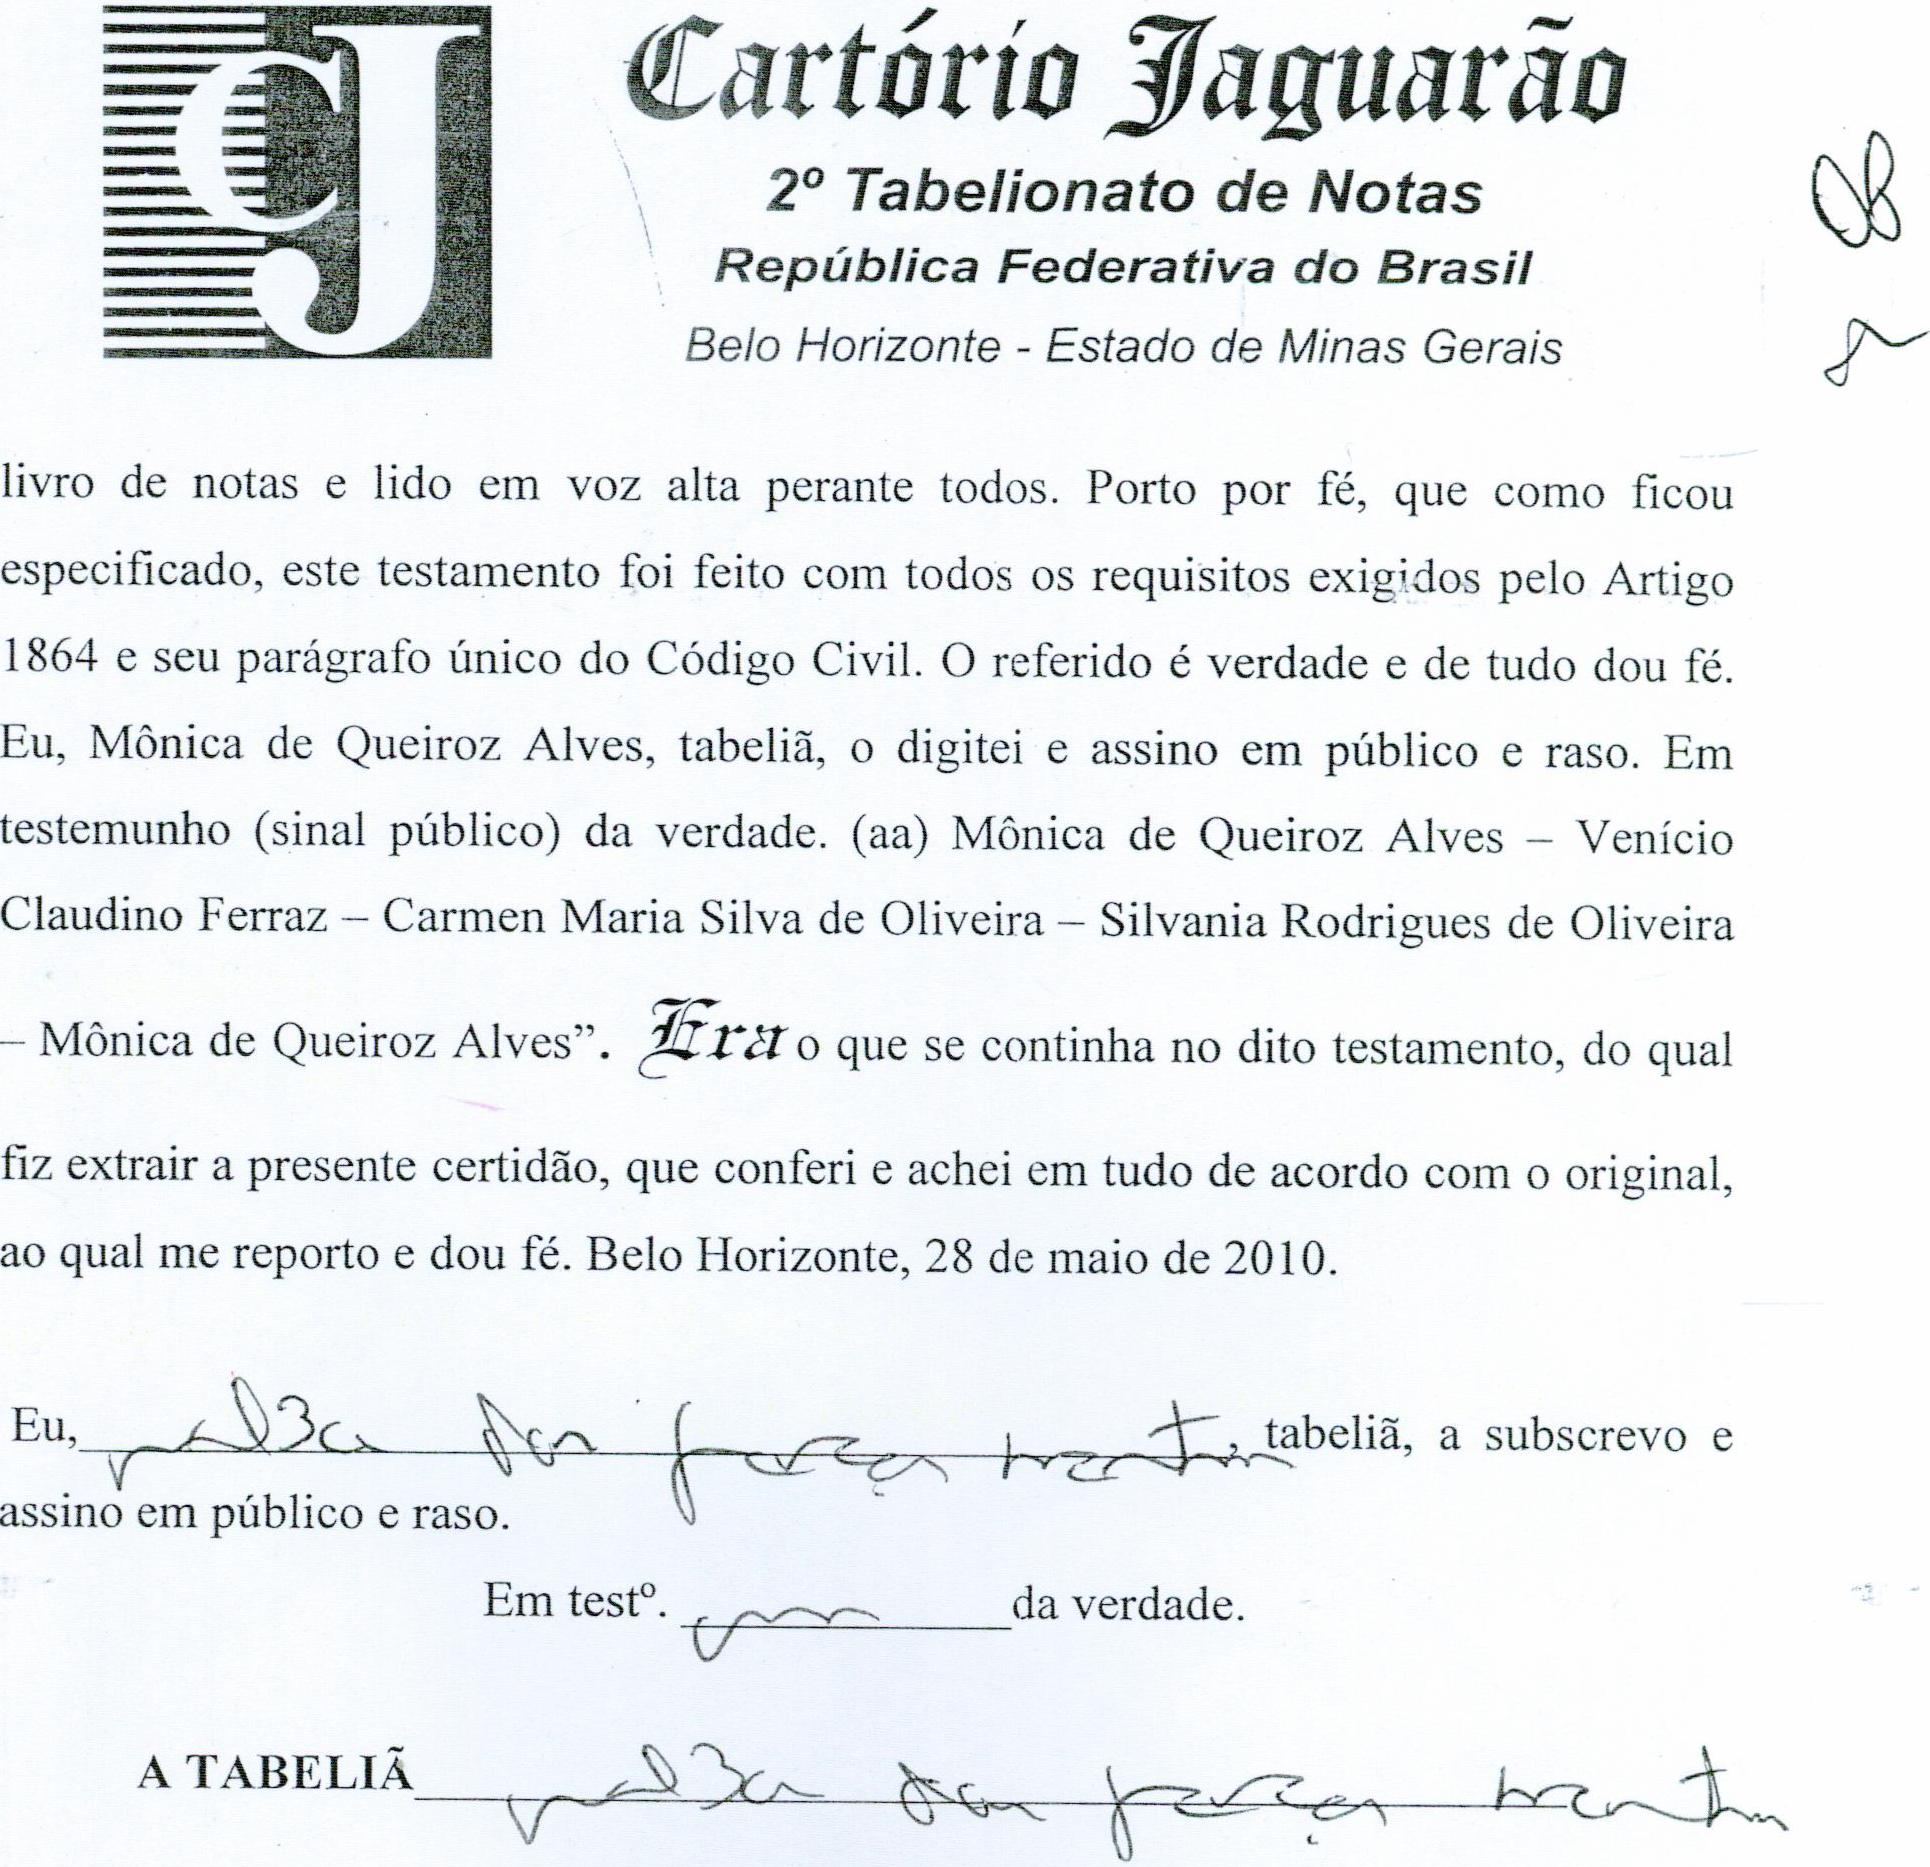 CJ
Cartório Jaguarão
2º Tabelionato de Notas
República Federativa do Brasil
Belo Horizonte - Estado de Minas Gerais
livro de notas e lido em voz alta perante todos. Porto por fé, que como ficou
especificado, este testamento foi feito com todos os requisitos exigidos pelo Artigo
1864 e seu parágrafo único do Código Civil. O referido é verdade e de tudo dou fé.
Eu, Mônica de Queiroz Alves, tabeliã, o digitei e assino em público e raso. Em
testemunho (sinal público) da verdade. (aa) Mônica de Queiroz Alves – Venício
Claudino Ferraz – Carmen Maria Silva de Oliveira – Silvania Rodrigues de Oliveira
– Mônica de Queiroz Alves”. Era o que se continha no dito testamento, do qual
fiz extrair a presente certidão, que conferi e achei em tudo de acordo com o original,
ao qual me reporto e dou fé. Belo Horizonte, 28 de maio de 2010.
Eu, , tabeliã, a subscrevo e
assino em público e raso.
Em testº. da verdade.
A TABELIÃ